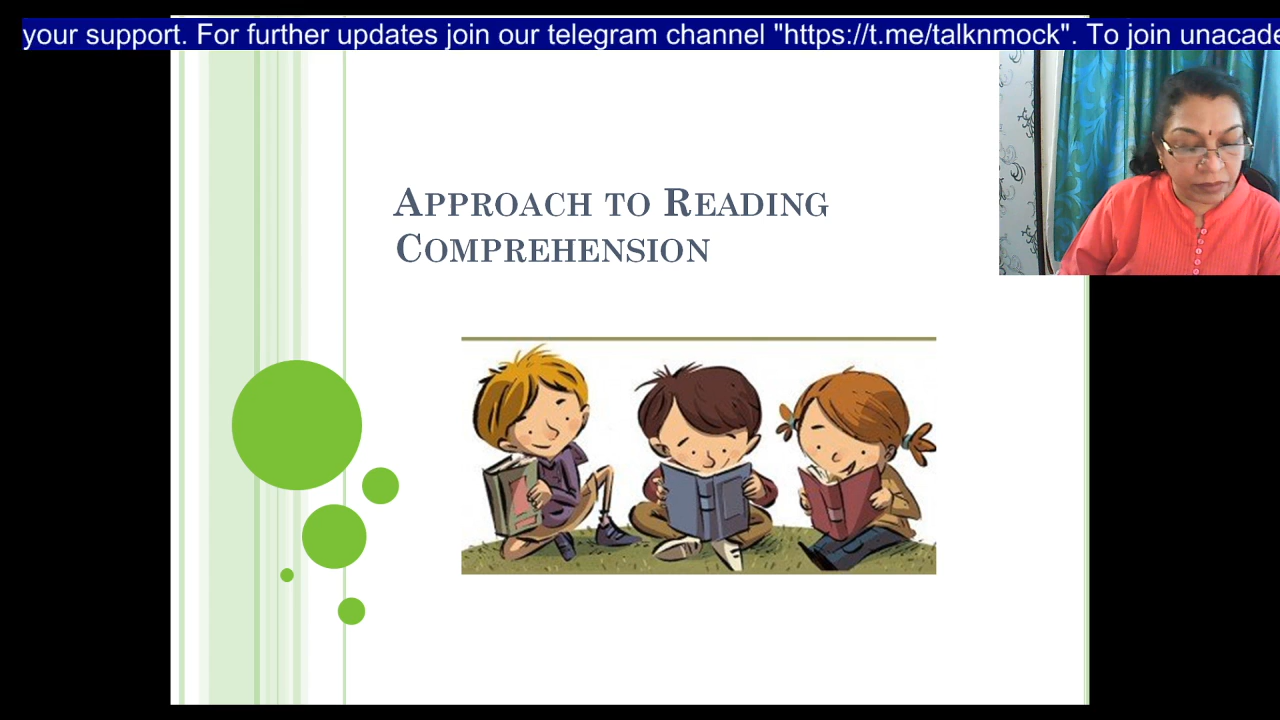 your support. For further updates join our telegram channel "https://t.me/talknmock". To join unacade
APPROACH TO READING
COMPREHENSION